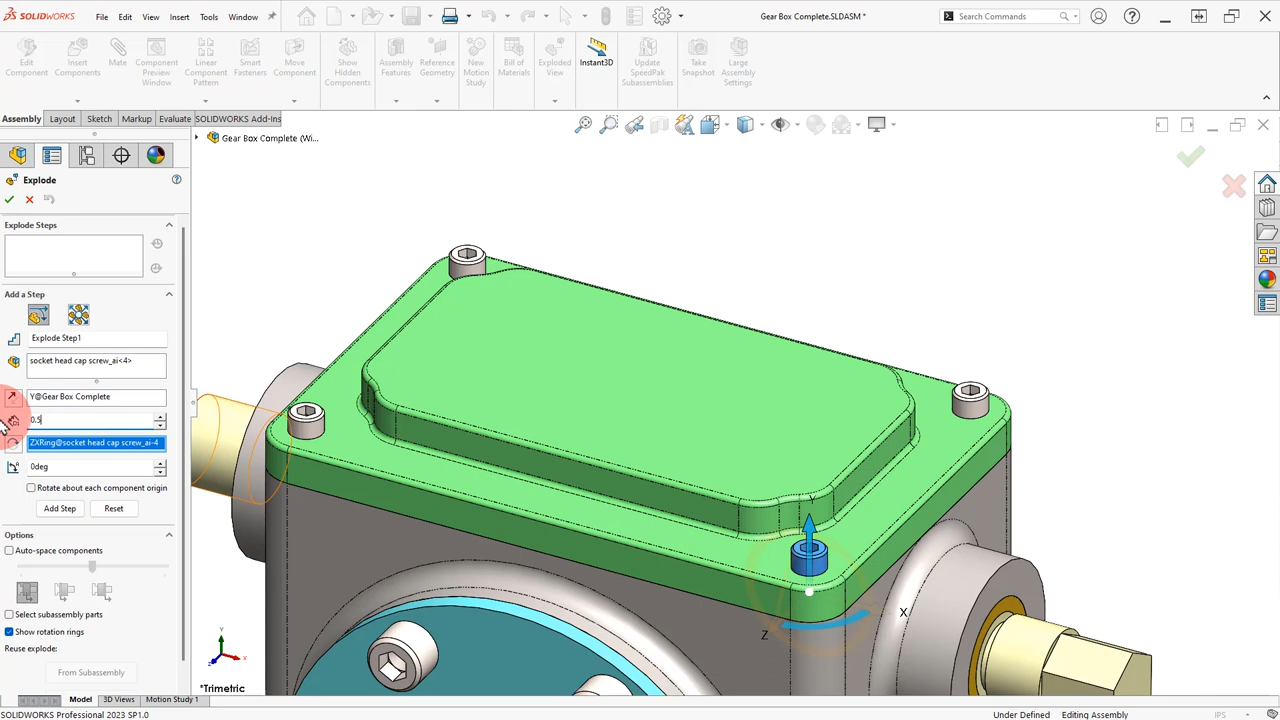 SOLIDWORKS File Edit View Insert Tools Window Gear Box Complete.SLDASM * Search Commands
Edit Component
Insert Components
Mate
Component Preview Window
Linear Component Pattern
Smart Fasteners
Move Component
Show Hidden Components
Assembly Features
Reference Geometry
New Motion Study
Bill of Materials
Exploded View
Instant3D
Update SpeedPak Subassemblies
Take Snapshot
Large Assembly Settings
Assembly Layout Sketch Markup Evaluate SOLIDWORKS Add-Ins
Gear Box Complete (Wi...
Explode
Explode Steps
Add a Step
Explode Step1
socket head cap screw_ai<4>
Y@Gear Box Complete
0.5
ZXRing@socket head cap screw_ai-4
0deg
Rotate about each component origin
Add Step Reset
Options
Auto-space components
Select subassembly parts
Show rotation rings
Reuse explode:
From Subassembly
Y
X
Z
Y
X
Z
*Trimetric
Model 3D Views Motion Study 1
SOLIDWORKS Professional 2023 SP1.0 Under Defined Editing Assembly IPS